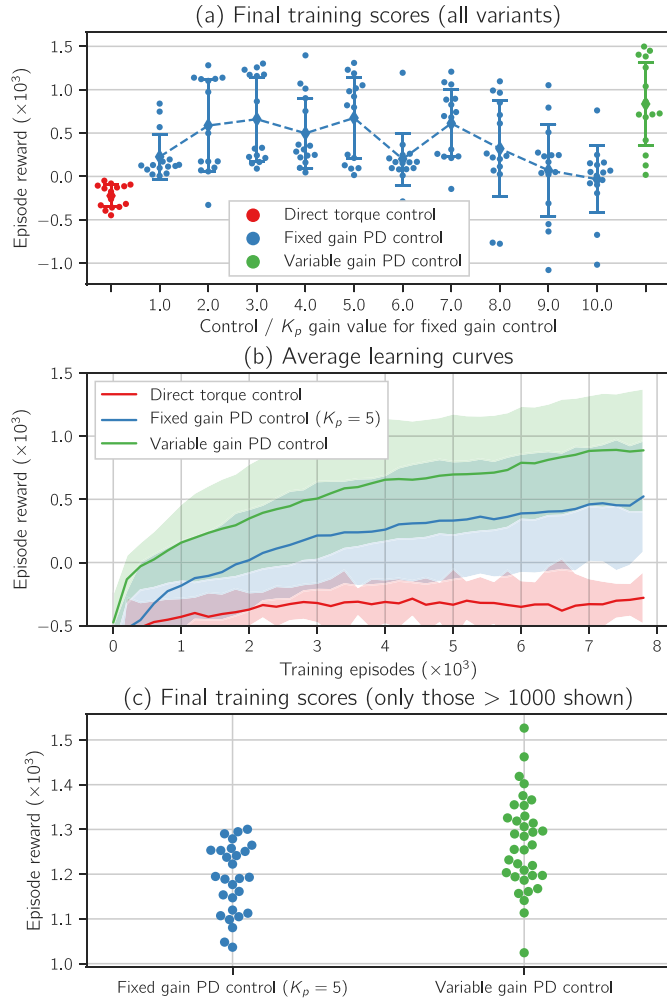 (a) Final training scores (all variants)
Episode reward (×10³)
1.5
1.0
0.5
0.0
−0.5
−1.0
Direct torque control
Fixed gain PD control
Variable gain PD control
1.0 2.0 3.0 4.0 5.0 6.0 7.0 8.0 9.0 10.0
Control / Kₚ gain value for fixed gain control
(b) Average learning curves
Episode reward (×10³)
1.5
1.0
0.5
0.0
−0.5
Direct torque control
Fixed gain PD control (Kₚ = 5)
Variable gain PD control
0 1 2 3 4 5 6 7 8
Training episodes (×10³)
(c) Final training scores (only those > 1000 shown)
Episode reward (×10³)
1.5
1.4
1.3
1.2
1.1
1.0
Fixed gain PD control (Kₚ = 5) Variable gain PD control